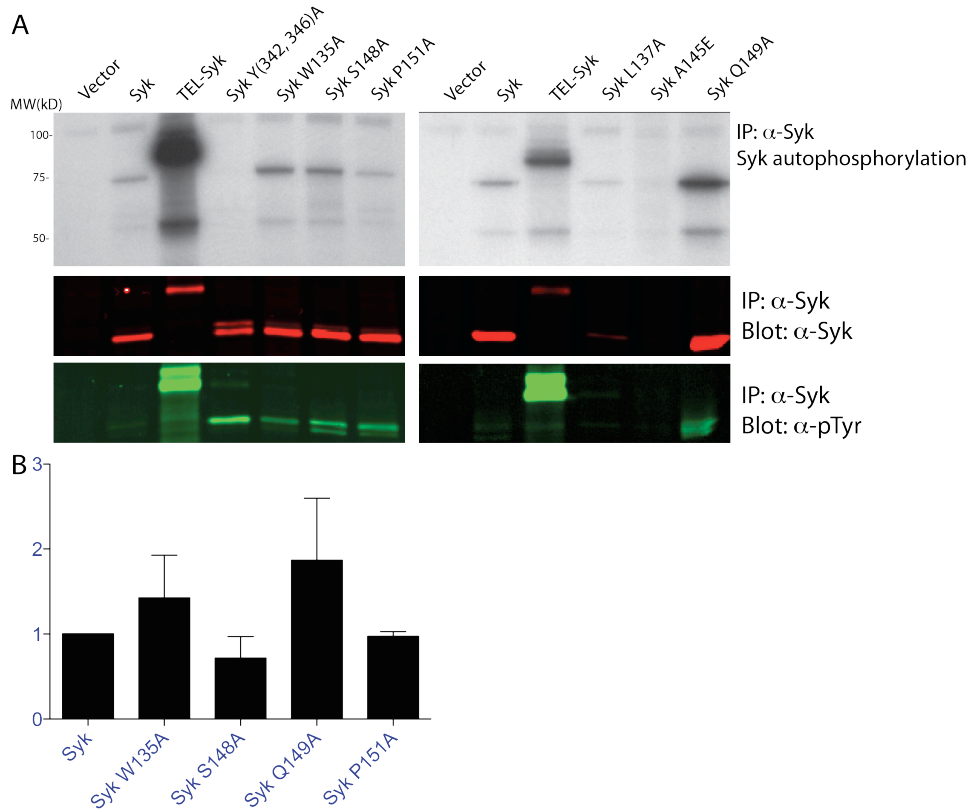 A
Vector
Syk
TEL-Syk
Syk Y(342, 346)A
Syk W135A
Syk S148A
Syk P151A
Vector
Syk
TEL-Syk
Syk L137A
Syk A145E
Syk Q149A
MW(kD)
100-
75-
50-
IP: α-Syk
Syk autophosphorylation
IP: α-Syk
Blot: α-Syk
IP: α-Syk
Blot: α-pTyr
B
3
2
1
0
Syk
Syk W135A
Syk S148A
Syk Q149A
Syk P151A